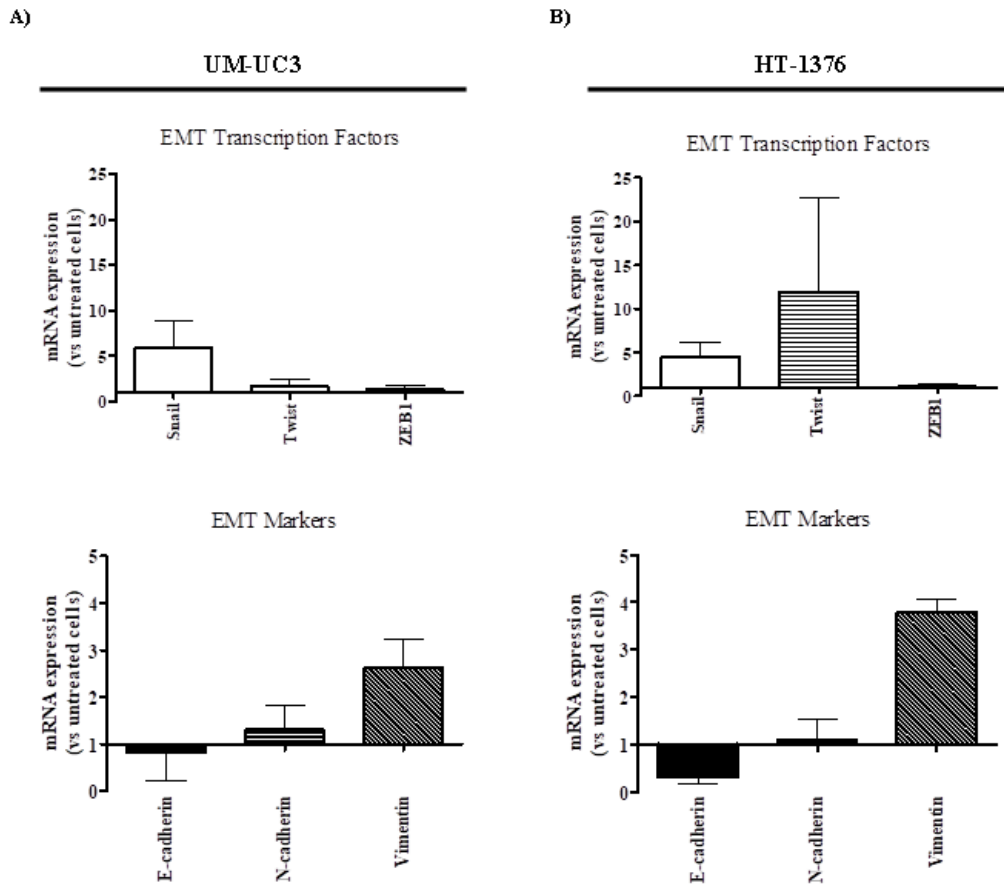 A)
UM-UC3
EMT Transcription Factors
mRNA expression
(vs untreated cells)
25
20
15
10
5
0
Snail
Twist
ZEB1
EMT Markers
mRNA expression
(vs untreated cells)
5
4
3
2
1
0
E-cadherin
N-cadherin
Vimentin
B)
HT-1376
EMT Transcription Factors
mRNA expression
(vs untreated cells)
25
20
15
10
5
0
Snail
Twist
ZEB1
EMT Markers
mRNA expression
(vs untreated cells)
5
4
3
2
1
0
E-cadherin
N-cadherin
Vimentin